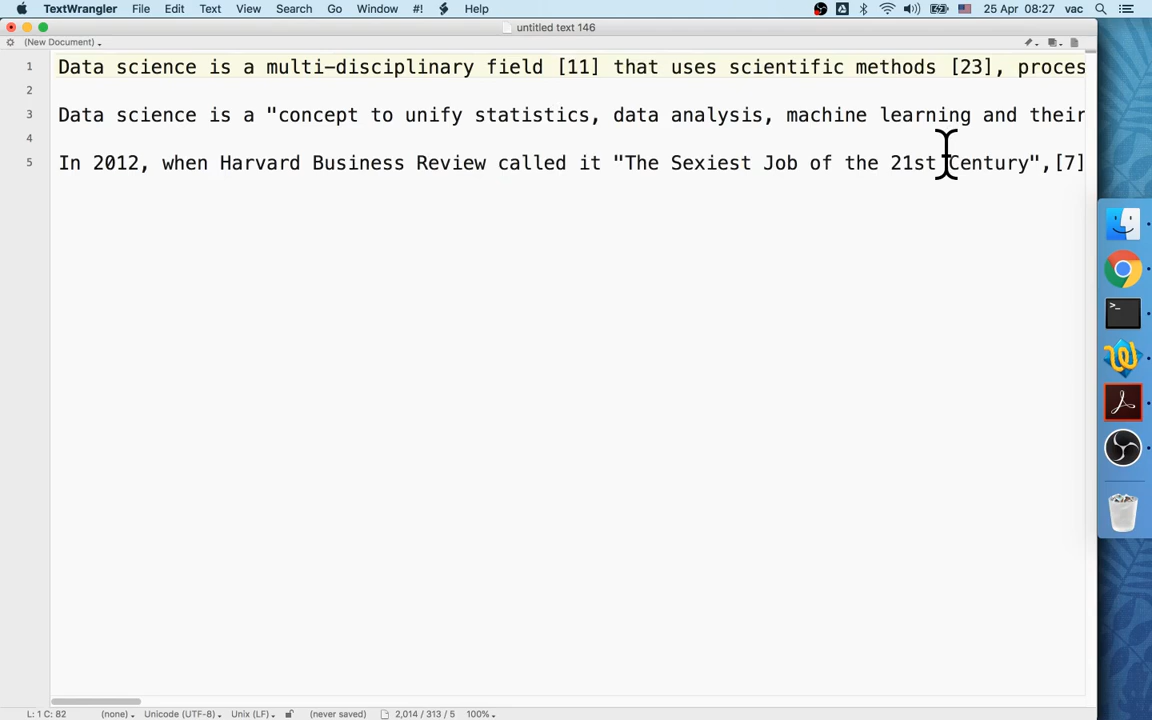 TextWrangler File Edit Text View Search Go Window #! Help 25 Apr 08:27 vac
untitled text 146
(New Document)
1 Data science is a multi-disciplinary field [11] that uses scientific methods [23], proces
2
3 Data science is a "concept to unify statistics, data analysis, machine learning and their
4
5 In 2012, when Harvard Business Review called it "The Sexiest Job of the 21st Century",[7]
L: 1 C: 82 (none) Unicode (UTF-8) Unix (LF) (never saved) 2,014 / 313 / 5 100%